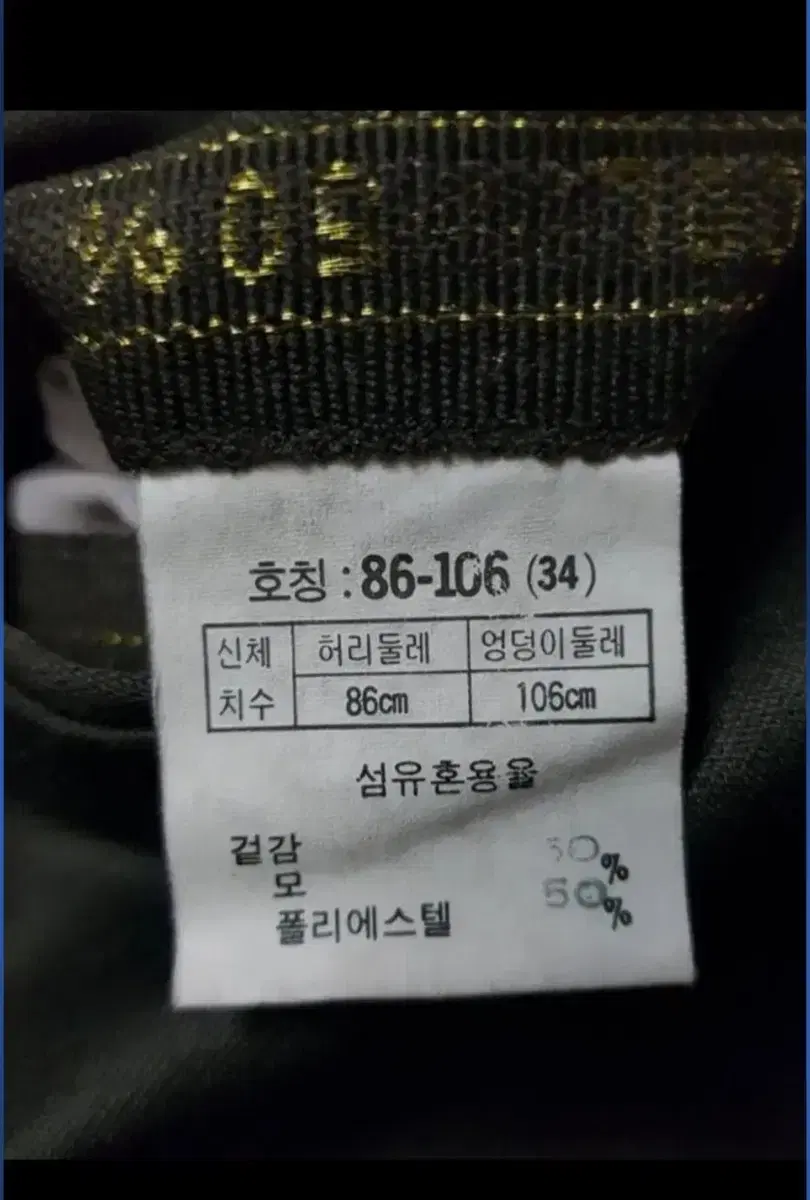 호칭 : 86-106 (34)
신체 치수 허리둘레 엉덩이둘레
86cm 106cm
섬유혼용율
겉감
모 50%
폴리에스텔 50%